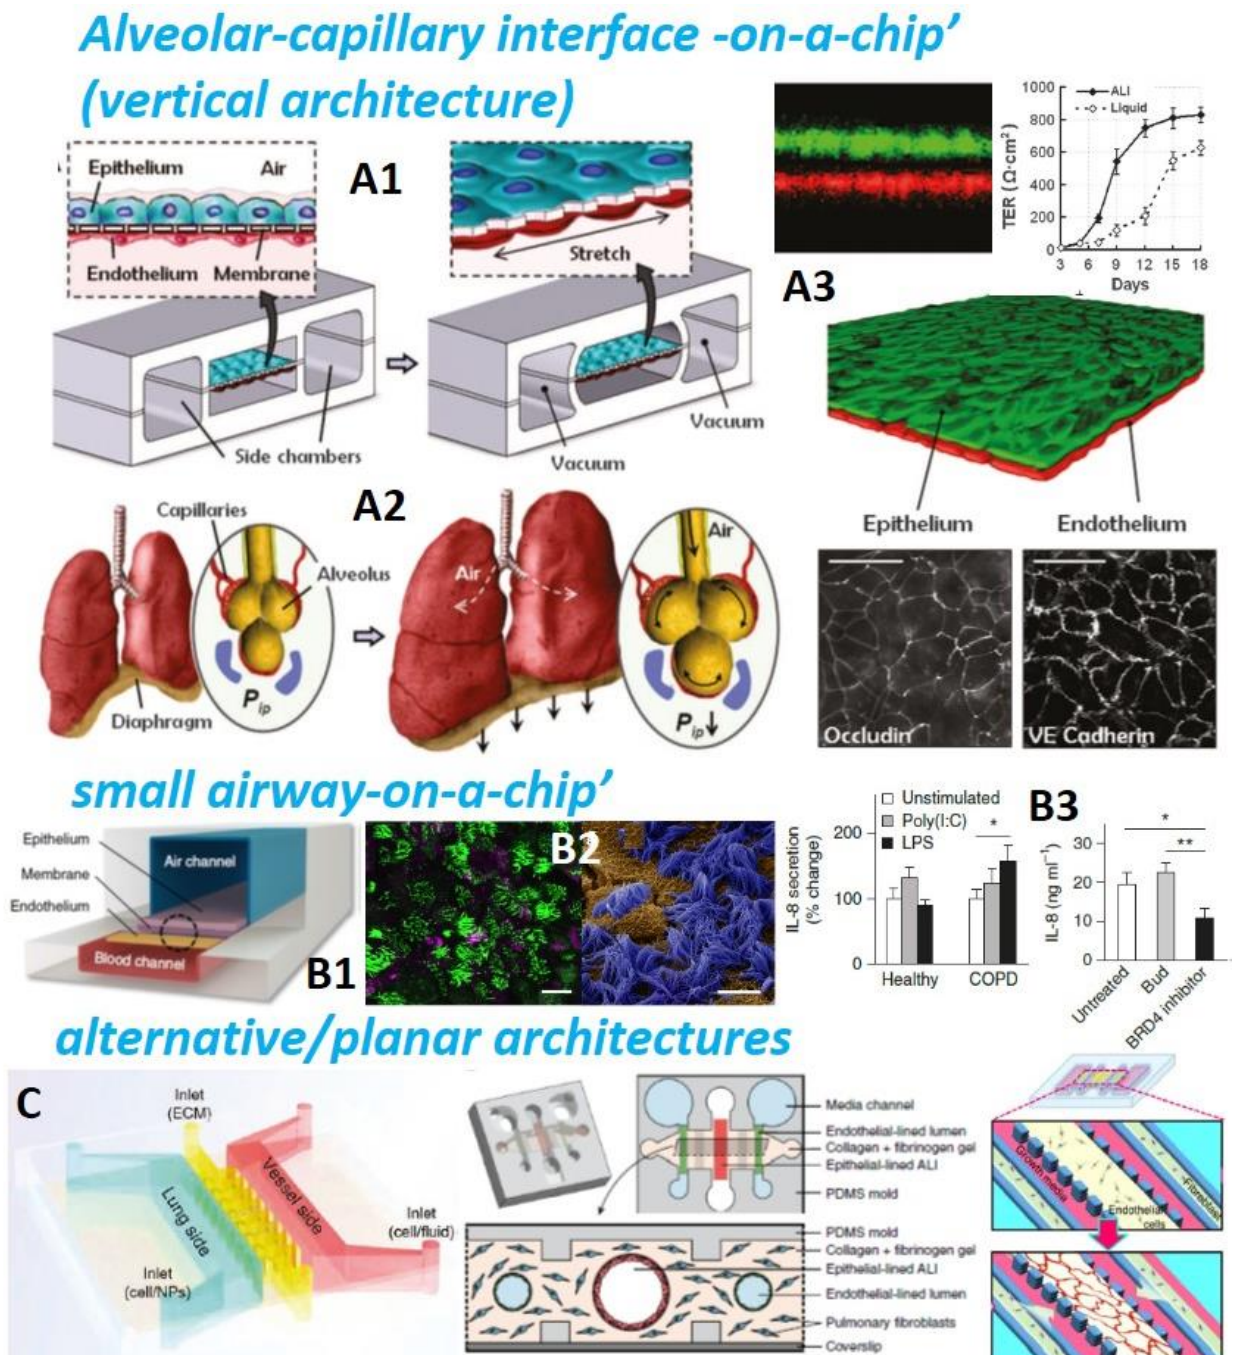 Alveolar-capillary interface -on-a-chip’
(vertical architecture)
Epithelium
Air
Endothelium Membrane
A1
Stretch
Side chambers
Vacuum
Vacuum
A3
TER (Ω·cm²)
1000
800
600
400
200
0
ALI
Liquid
3 6 9 12 15 18
Days
Epithelium
Endothelium
Occludin
VE Cadherin
A2
Capillaries
Alveolus
Pip
Diaphragm
Air
Air
Pip↓
small airway-on-a-chip’
Epithelium
Membrane
Endothelium
Air channel
Blood channel
B1
B2
B3
IL-8 secretion
(% change)
200
100
0
Unstimulated
Poly(I:C)
LPS
*
Healthy COPD
IL-8 (ng ml⁻¹)
30
20
10
0
*
**
Untreated
Bud
BRD4 inhibitor
alternative/planar architectures
C
Inlet
(ECM)
Lung side
Vessel side
Inlet
(cell/fluid)
Inlet
(cell/NPs)
Media channel
Endothelial-lined lumen
Collagen + fibrinogen gel
Epithelial-lined ALI
PDMS mold
PDMS mold
Collagen + fibrinogen gel
Epithelial-lined ALI
Endothelial-lined lumen
Pulmonary fibroblasts
Coverslip
Growth media
Endothelial
cells
Fibroblast